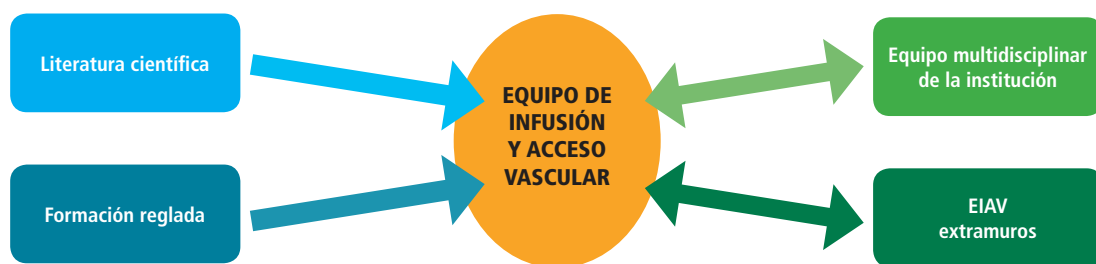 Literatura científica
Formación reglada
EQUIPO DE
INFUSIÓN
Y ACCESO
VASCULAR
Equipo multidisciplinar
de la institución
EIAV
extramuros